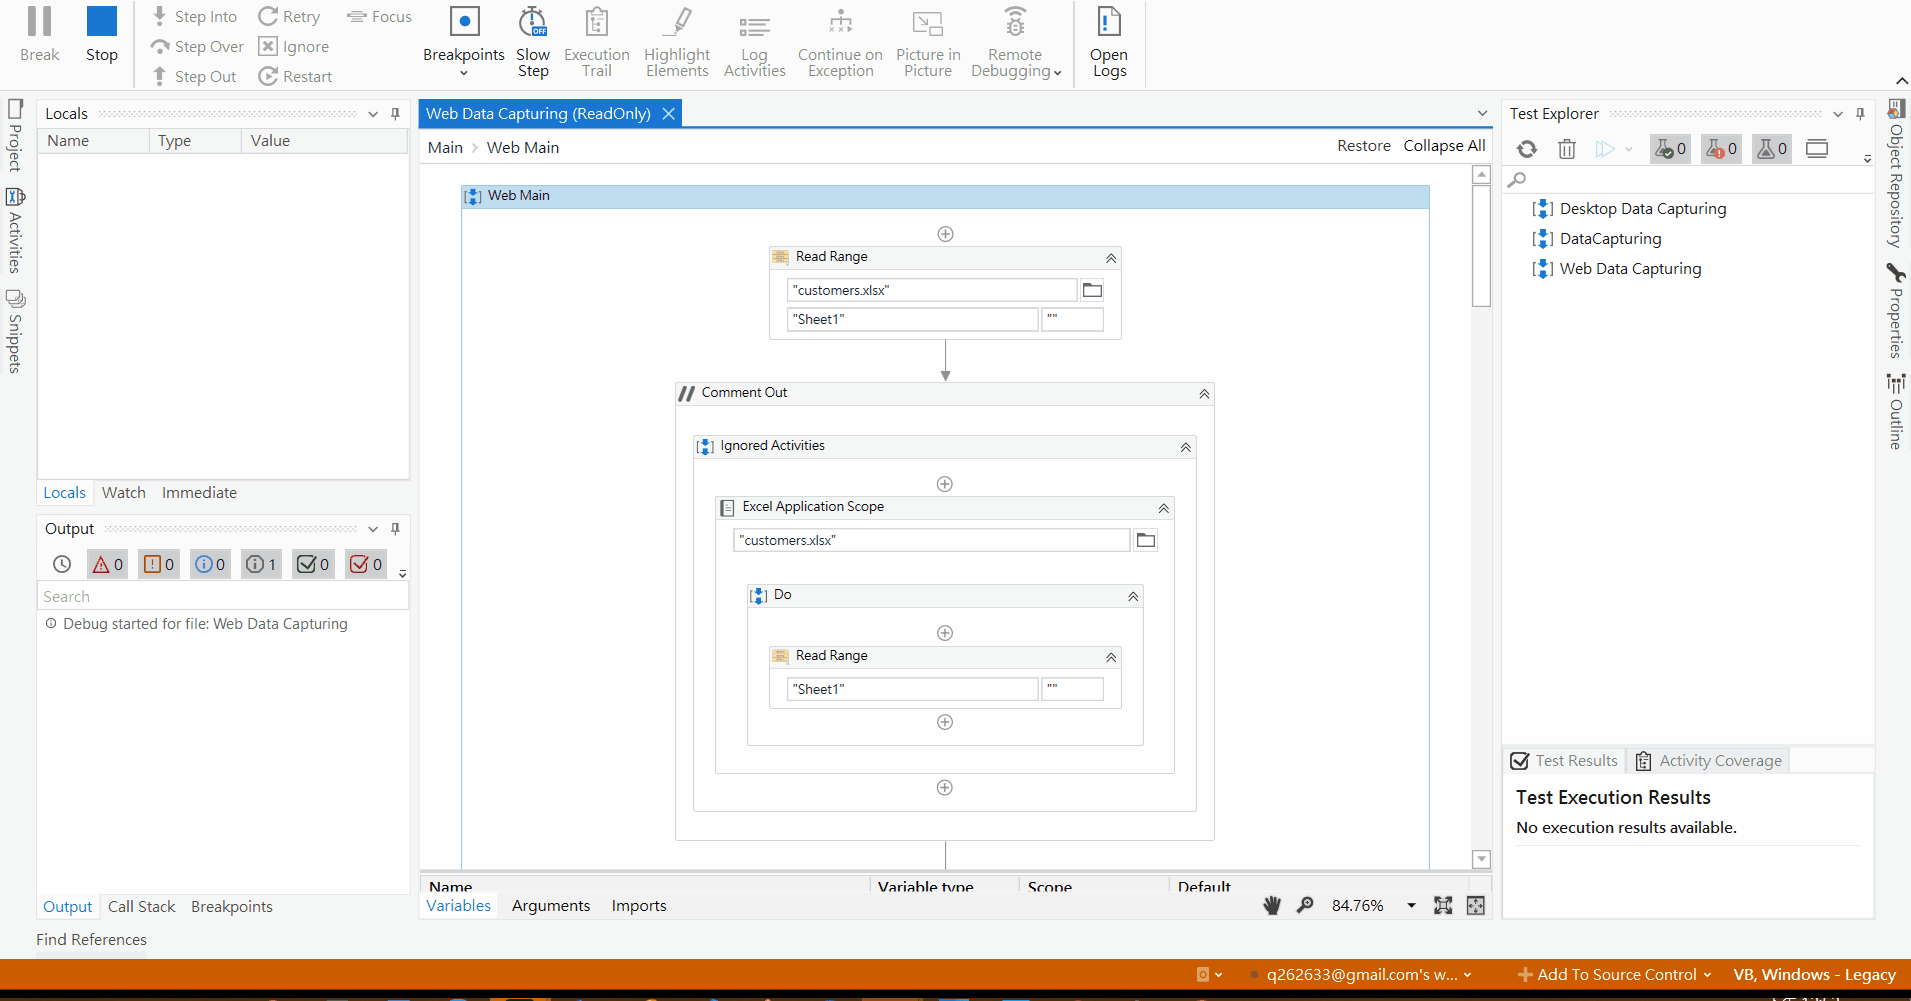 Break
Stop
Step Into
Step Over
Step Out
Retry
Ignore
Restart
Focus
Breakpoints
Slow
Step
OFF
Execution
Trail
Highlight
Elements
Log
Activities
Continue on
Exception
Picture in
Picture
Remote
Debugging
Open
Logs
Project
Activities
Snippets
Locals
Name Type Value
Locals Watch Immediate
Output
0 0 0 1 0 0
Search
Debug started for file: Web Data Capturing
Output Call Stack Breakpoints
Find References
Web Data Capturing (ReadOnly)
Main > Web Main
Restore Collapse All
Web Main
Read Range
"customers.xlsx"
"Sheet1" ""
Comment Out
Ignored Activities
Excel Application Scope
"customers.xlsx"
Do
Read Range
"Sheet1" ""
Name Variable type Scope Default
Variables Arguments Imports
84.76%
Test Explorer
0 0 0
Desktop Data Capturing
DataCapturing
Web Data Capturing
Test Results Activity Coverage
Test Execution Results
No execution results available.
Object Repository
Properties
Outline
q262633@gmail.com's w...
Add To Source Control
VB, Windows - Legacy